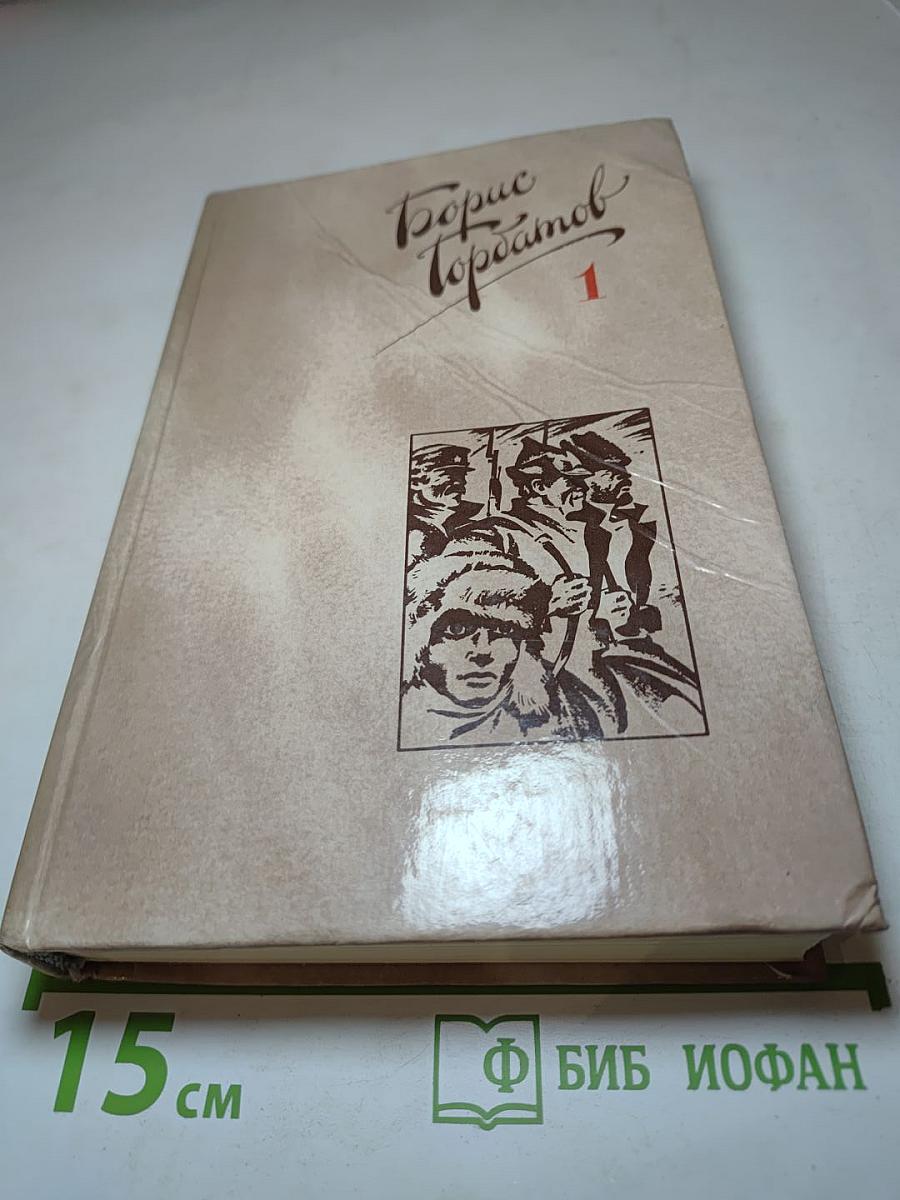 Борис
Горбатов
1
15 см
Ф БИБ ИОФАН